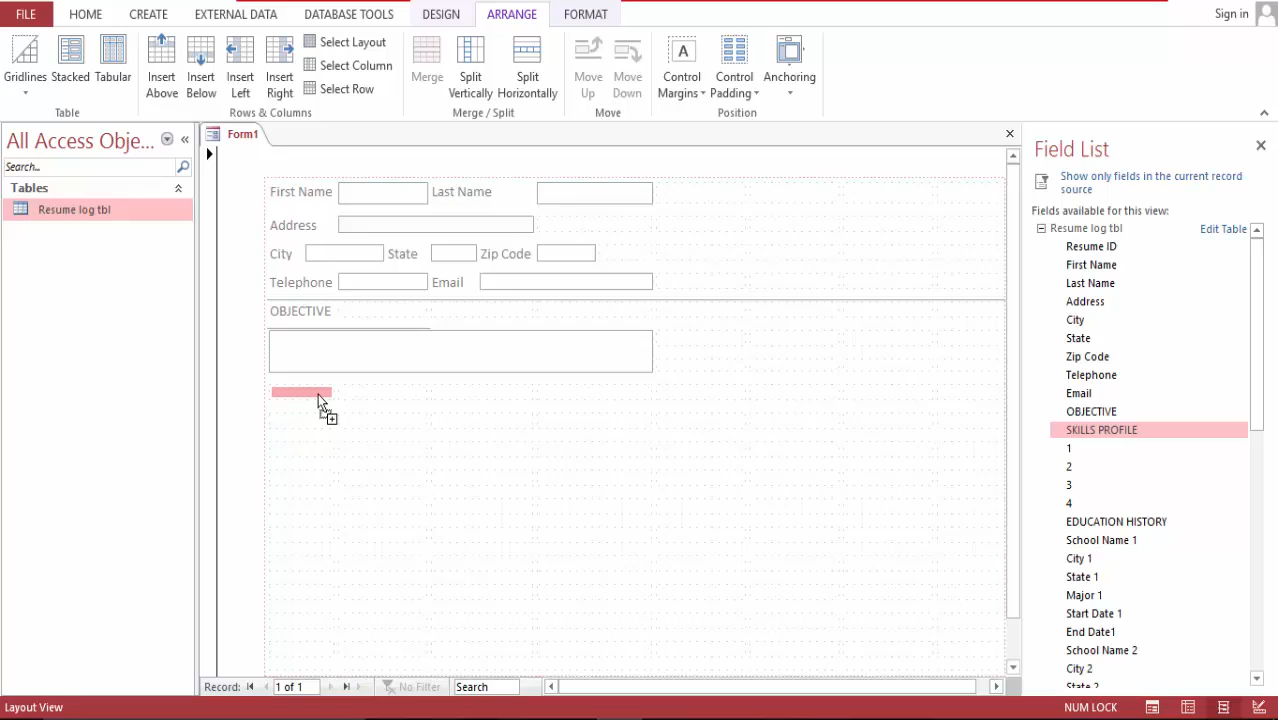 FILE HOME CREATE EXTERNAL DATA DATABASE TOOLS DESIGN ARRANGE FORMAT Sign in
Gridlines Stacked Tabular
Table
Insert Above
Insert Below
Insert Left
Insert Right
Select Layout
Select Column
Select Row
Rows & Columns
Merge
Split Vertically
Split Horizontally
Merge / Split
Move Up
Move Down
Move
A
Control Margins
Control Padding
Anchoring
Position
All Access Obje...
Search...
Tables
Resume log tbl
Form1
First Name Last Name
Address
City State Zip Code
Telephone Email
OBJECTIVE
Record: 1 of 1 No Filter Search
Field List
Show only fields in the current record
source
Fields available for this view:
Resume log tbl Edit Table
Resume ID
First Name
Last Name
Address
City
State
Zip Code
Telephone
Email
OBJECTIVE
SKILLS PROFILE
1
2
3
4
EDUCATION HISTORY
School Name 1
City 1
State 1
Major 1
Start Date 1
End Date1
School Name 2
City 2
State 2
Layout View NUM LOCK